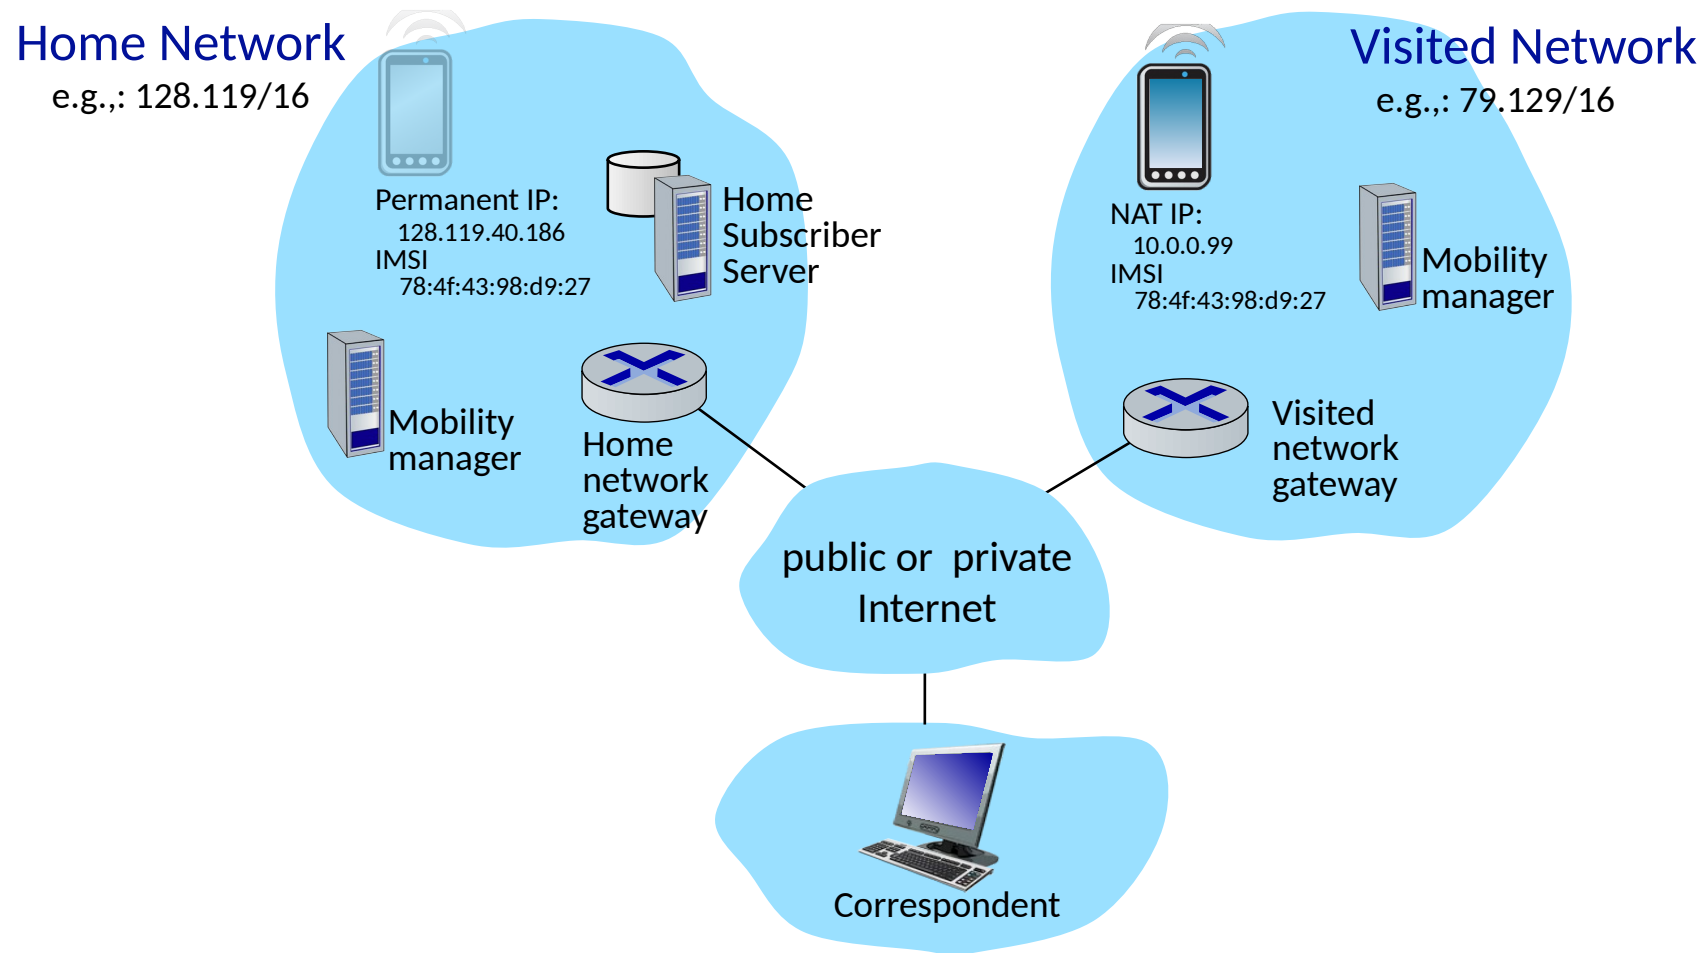 Home Network
e.g.,: 128.119/16
Permanent IP:
128.119.40.186
IMSI
78:4f:43:98:d9:27
Home
Subscriber
Server
Mobility
manager
Home
network
gateway
Visited Network
e.g.,: 79.129/16
NAT IP:
10.0.0.99
IMSI
78:4f:43:98:d9:27
Mobility
manager
Visited
network
gateway
public or  private
Internet
Correspondent